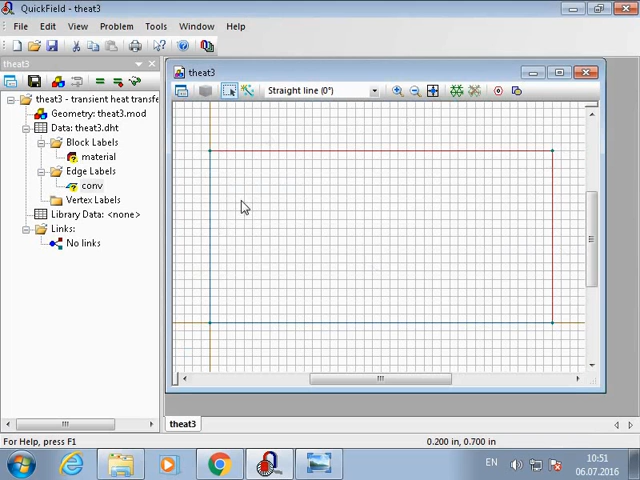 QuickField - theat3
File Edit View Problem Tools Window Help
theat3
theat3 - transient heat transfe
Geometry: theat3.mod
Data: theat3.dht
Block Labels
material
Edge Labels
conv
Vertex Labels
Library Data: <none>
Links:
No links
theat3
Straight line (0°)
theat3
For Help, press F1
0.200 in, 0.700 in
EN
10:51
06.07.2016